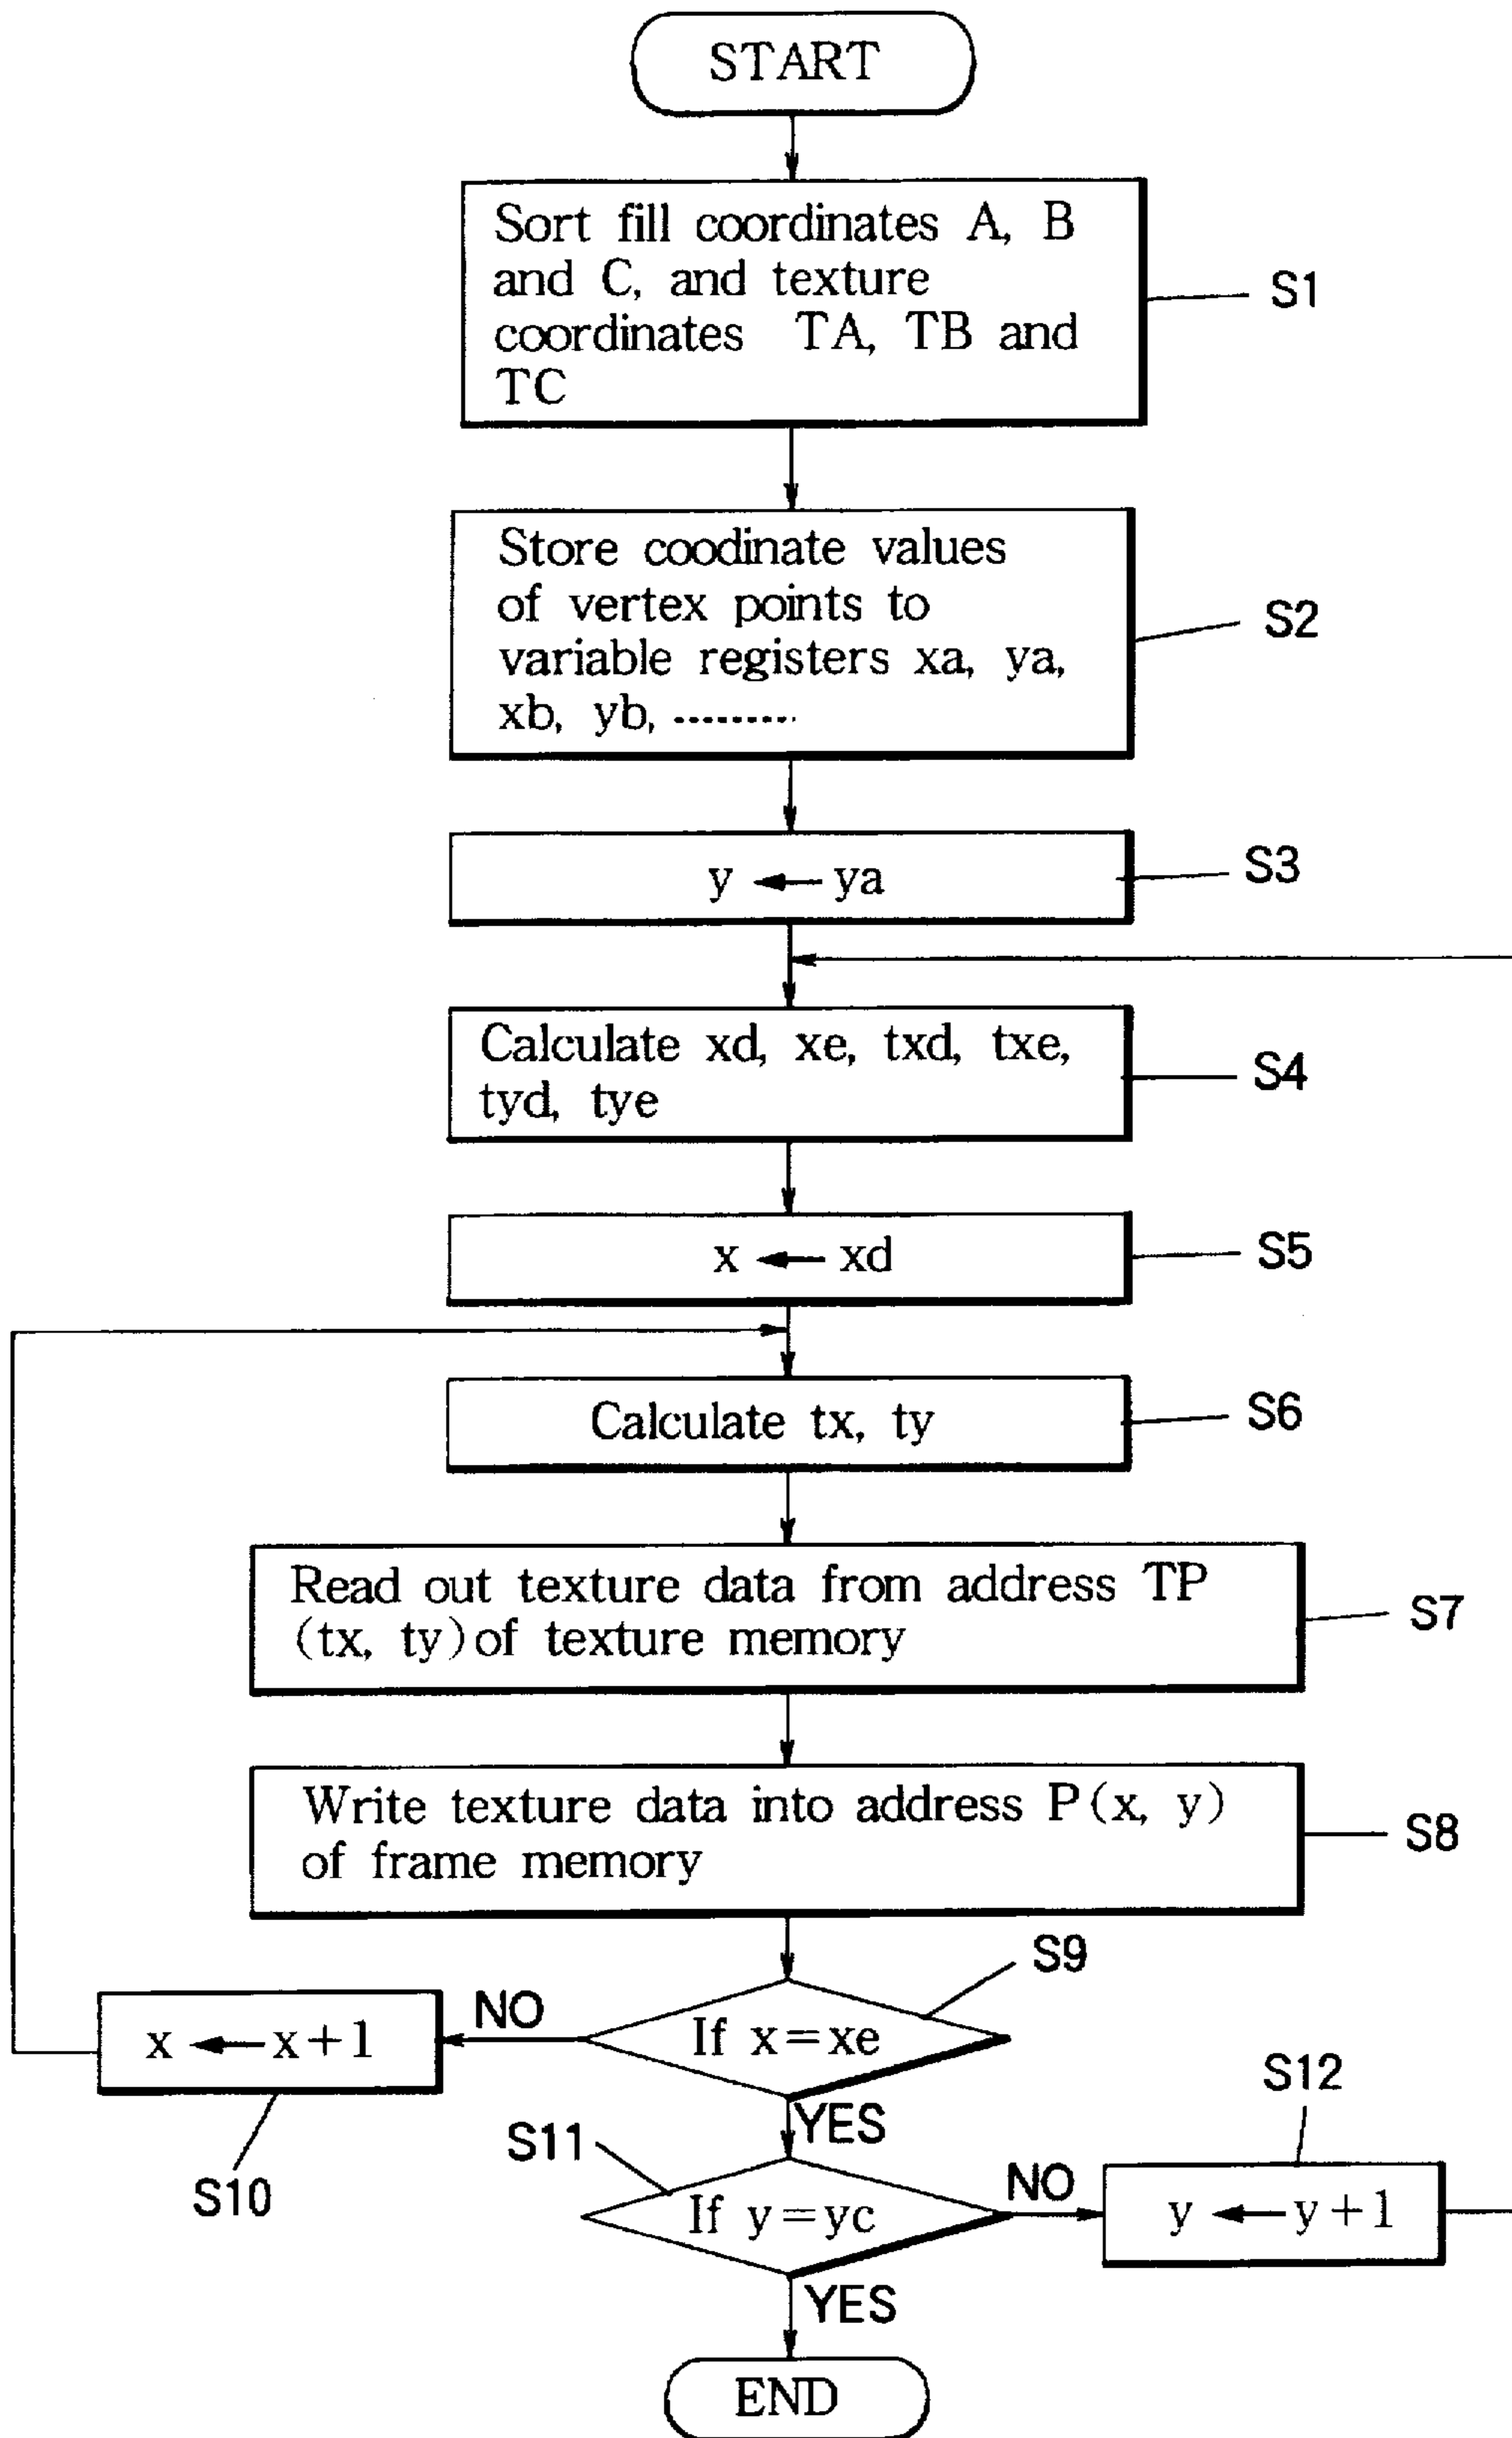 START
Sort fill coordinates A, B
and C, and texture
coordinates TA, TB and
TC
S1
Store coodinate values
of vertex points to
variable registers xa, ya,
xb, yb, ·········
S2
y ← ya
S3
Calculate xd, xe, txd, txe,
tyd, tye
S4
x ← xd
S5
Calculate tx, ty
S6
Read out texture data from address TP
(tx, ty) of texture memory
S7
Write texture data into address P(x, y)
of frame memory
S8
S9
If x=xe
NO
x ← x+1
S10
YES
S11
If y=yc
NO
S12
y ← y+1
YES
END